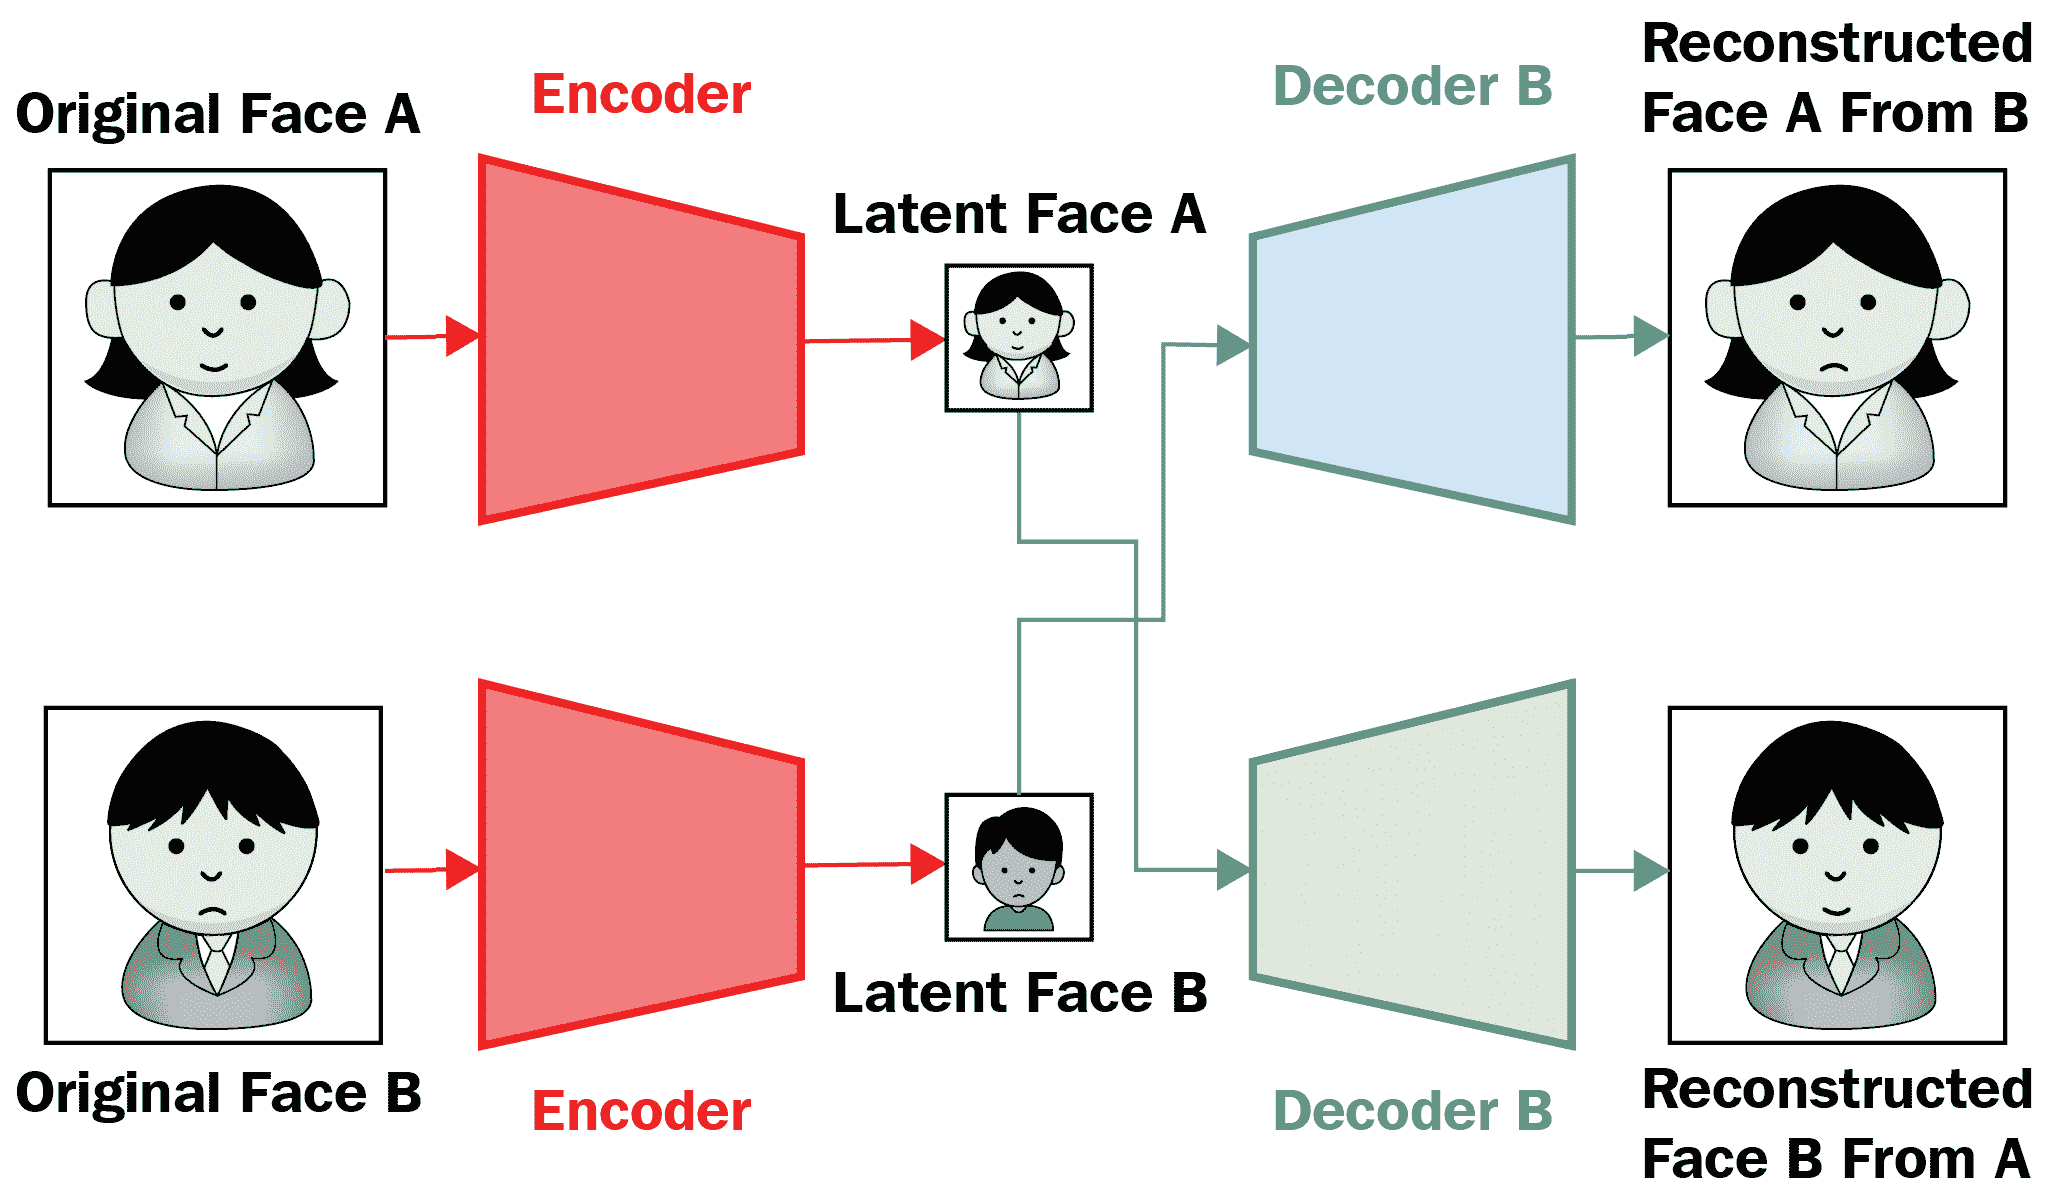 Original Face A
Encoder
Latent Face A
Decoder B
Reconstructed
Face A From B
Original Face B
Encoder
Latent Face B
Decoder B
Reconstructed
Face B From A